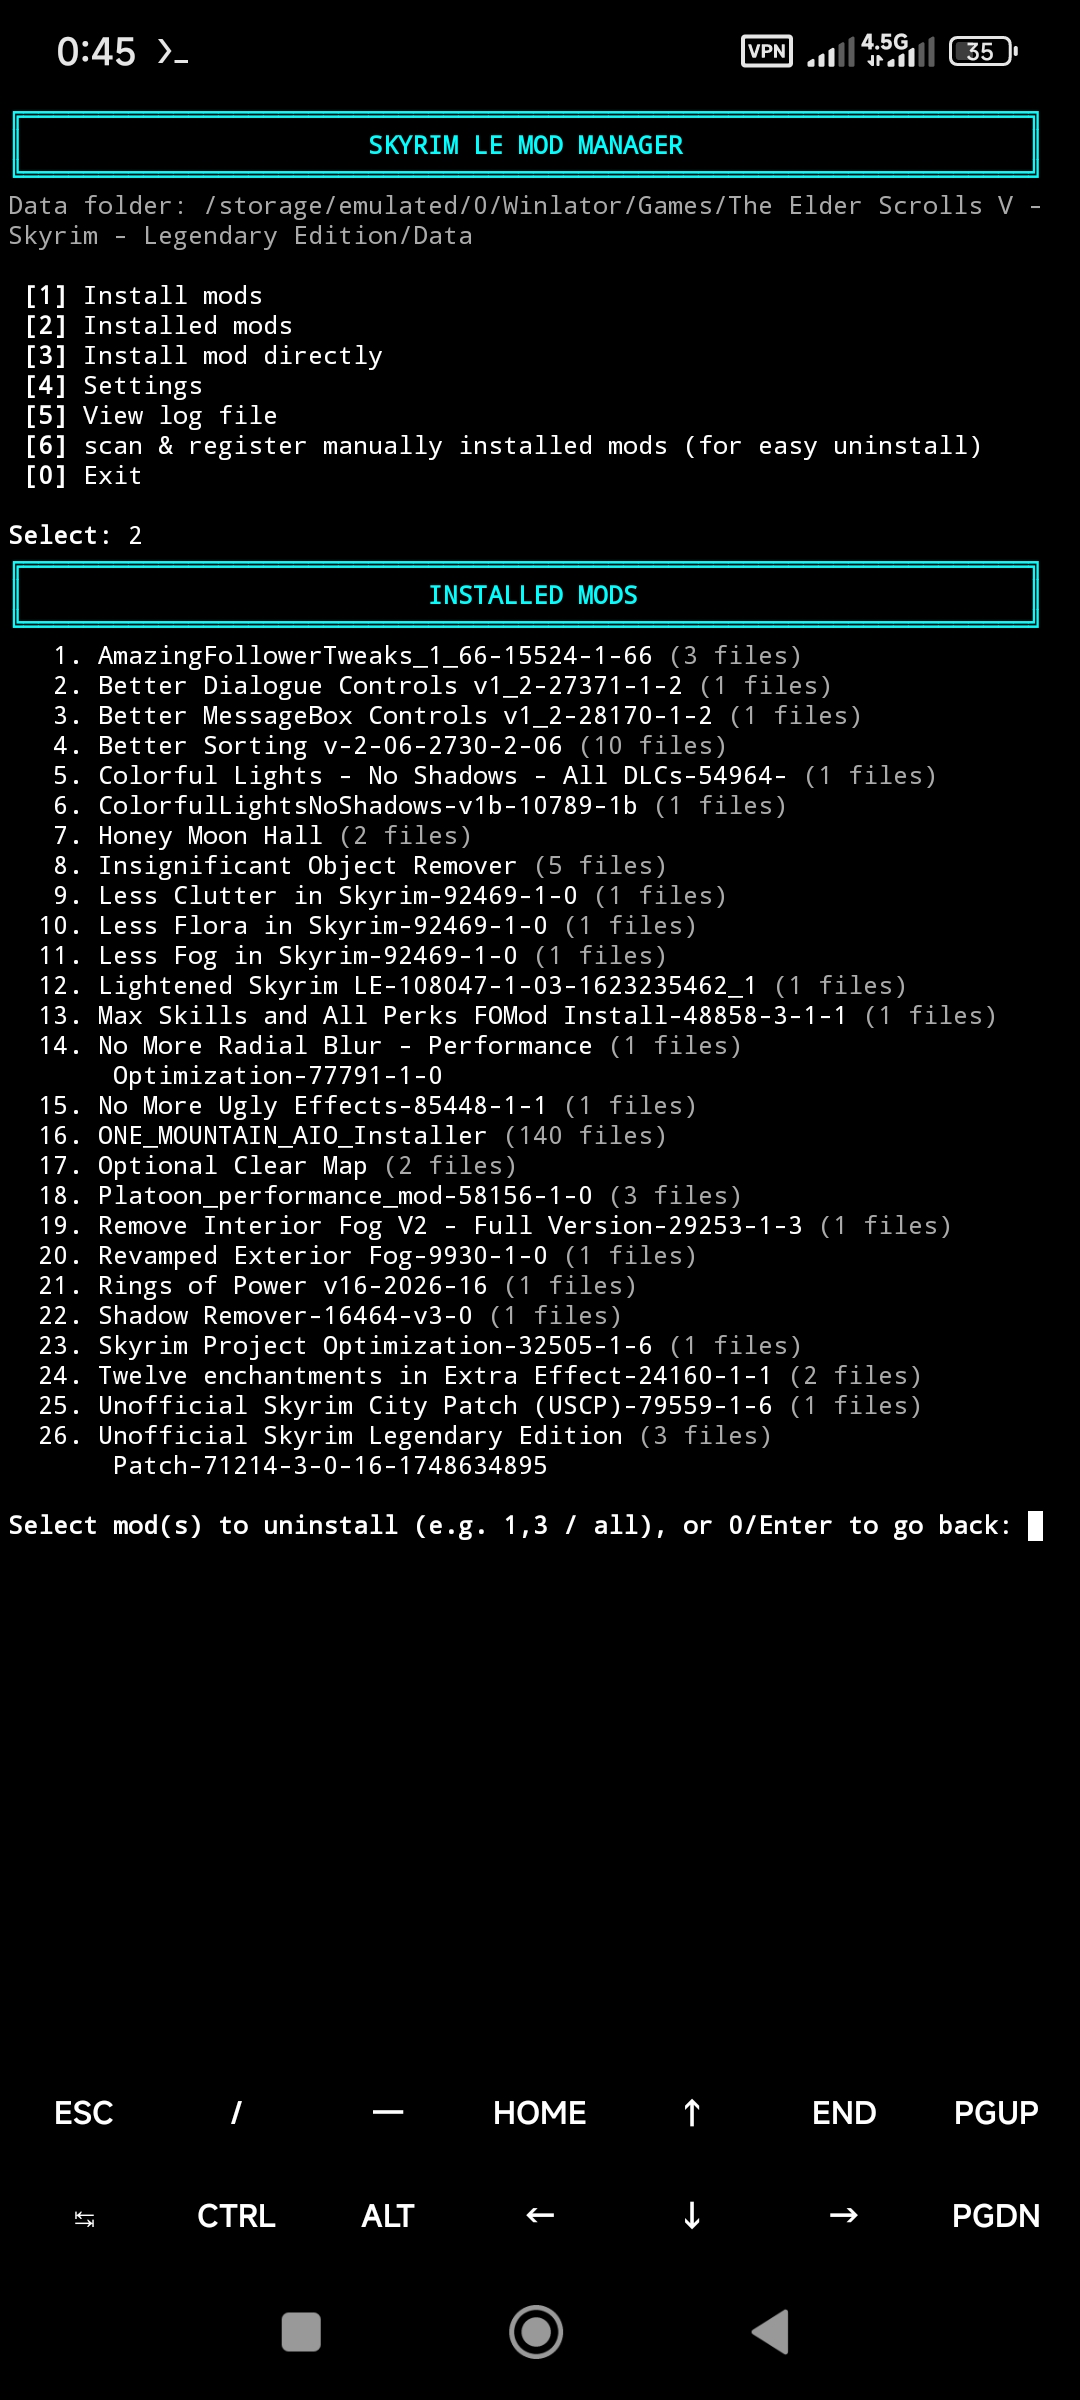 0:45 >_ VPN 4.5G 35
SKYRIM LE MOD MANAGER
Data folder: /storage/emulated/0/Winlator/Games/The Elder Scrolls V -
Skyrim - Legendary Edition/Data
[1] Install mods
[2] Installed mods
[3] Install mod directly
[4] Settings
[5] View log file
[6] scan & register manually installed mods (for easy uninstall)
[0] Exit
Select: 2
INSTALLED MODS
1. AmazingFollowerTweaks_1_66-15524-1-66 (3 files)
2. Better Dialogue Controls v1_2-27371-1-2 (1 files)
3. Better MessageBox Controls v1_2-28170-1-2 (1 files)
4. Better Sorting v-2-06-2730-2-06 (10 files)
5. Colorful Lights - No Shadows - All DLCs-54964- (1 files)
6. ColorfulLightsNoShadows-v1b-10789-1b (1 files)
7. Honey Moon Hall (2 files)
8. Insignificant Object Remover (5 files)
9. Less Clutter in Skyrim-92469-1-0 (1 files)
10. Less Flora in Skyrim-92469-1-0 (1 files)
11. Less Fog in Skyrim-92469-1-0 (1 files)
12. Lightened Skyrim LE-108047-1-03-1623235462_1 (1 files)
13. Max Skills and All Perks FOMod Install-48858-3-1-1 (1 files)
14. No More Radial Blur - Performance (1 files)
Optimization-77791-1-0
15. No More Ugly Effects-85448-1-1 (1 files)
16. ONE_MOUNTAIN_AIO_Installer (140 files)
17. Optional Clear Map (2 files)
18. Platoon_performance_mod-58156-1-0 (3 files)
19. Remove Interior Fog V2 - Full Version-29253-1-3 (1 files)
20. Revamped Exterior Fog-9930-1-0 (1 files)
21. Rings of Power v16-2026-16 (1 files)
22. Shadow Remover-16464-v3-0 (1 files)
23. Skyrim Project Optimization-32505-1-6 (1 files)
24. Twelve enchantments in Extra Effect-24160-1-1 (2 files)
25. Unofficial Skyrim City Patch (USCP)-79559-1-6 (1 files)
26. Unofficial Skyrim Legendary Edition (3 files)
Patch-71214-3-0-16-1748634895
Select mod(s) to uninstall (e.g. 1,3 / all), or 0/Enter to go back:
ESC / — HOME ↑ END PGUP
↹ CTRL ALT ← ↓ → PGDN